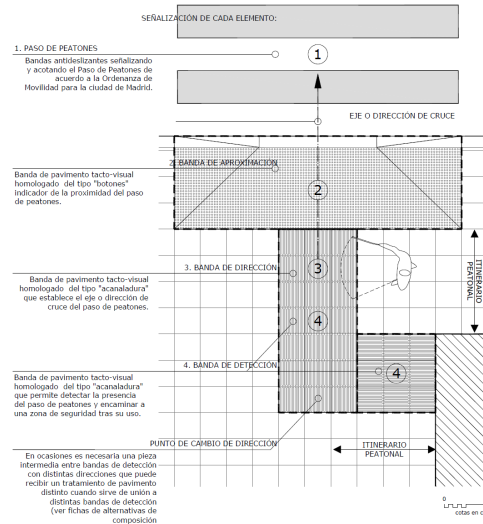 SEÑALIZACIÓN DE CADA ELEMENTO:
1. PASO DE PEATONES
Bandas antideslizantes señalizando
y acotando el Paso de Peatones de
acuerdo a la Ordenanza de
Movilidad para la ciudad de Madrid.
1
EJE O DIRECCIÓN DE CRUCE
2. BANDA DE APROXIMACION
Banda de pavimento tacto-visual
homologado del tipo "botones"
indicador de la proximidad del paso
de peatones.
2
3. BANDA DE DIRECCIÓN
3
Banda de pavimento tacto-visual
homologado del tipo "acanaladura"
que establece el eje o dirección de
cruce del paso de peatones.
4
ITINERARIO
PEATONAL
4. BANDA DE DETECCIÓN
4
Banda de pavimento tacto-visual
homologado del tipo "acanaladura"
que permite detectar la presencia
del paso de peatones y encaminar a
una zona de seguridad tras su uso.
PUNTO DE CAMBIO DE DIRECCIÓN
ITINERARIO
PEATONAL
En ocasiones es necesaria una pieza
intermedia entre bandas de detección
con distintas direcciones que puede
recibir un tratamiento de pavimento
distinto cuando sirve de unión a
distintas bandas de detección
(ver fichas de alternativas de
composición
0
cotas en c